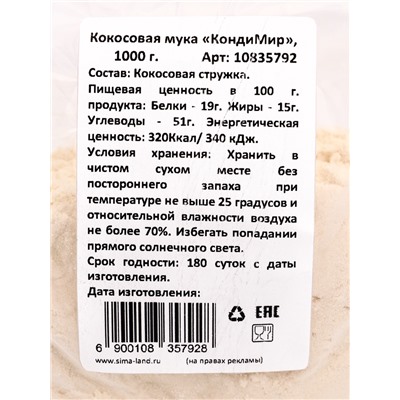 Кокосовая мука «КондиМир»,
1000 г. Арт: 10835792
Состав: Кокосовая стружка.
Пищевая ценность в 100 г.
продукта: Белки - 19г. Жиры - 15г.
Углеводы - 51г. Энергетическая
ценность: 320Ккал/ 340 кДж.
Условия хранения: Хранить в
чистом сухом месте без
постороннего запаха при
температуре не выше 25 градусов и
относительной влажности воздуха
не более 70%. Избегать попадании
прямого солнечного света.
Срок годности: 180 суток с даты
изготовления.
Дата изготовления:
EAC
6 900108 357928
www.sima-land.ru (на правах рекламы)